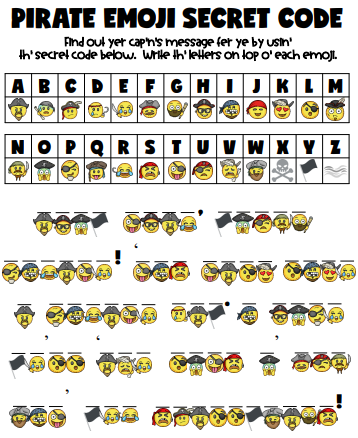 PIRATE EMOJI SECRET CODE
Find out yer cap'n's message fer ye by usin'
th' secret code below. Write th' letters on top o' each emoji.
A B C D E F G H I J K L M
N O P Q R S T U V W X Y Z